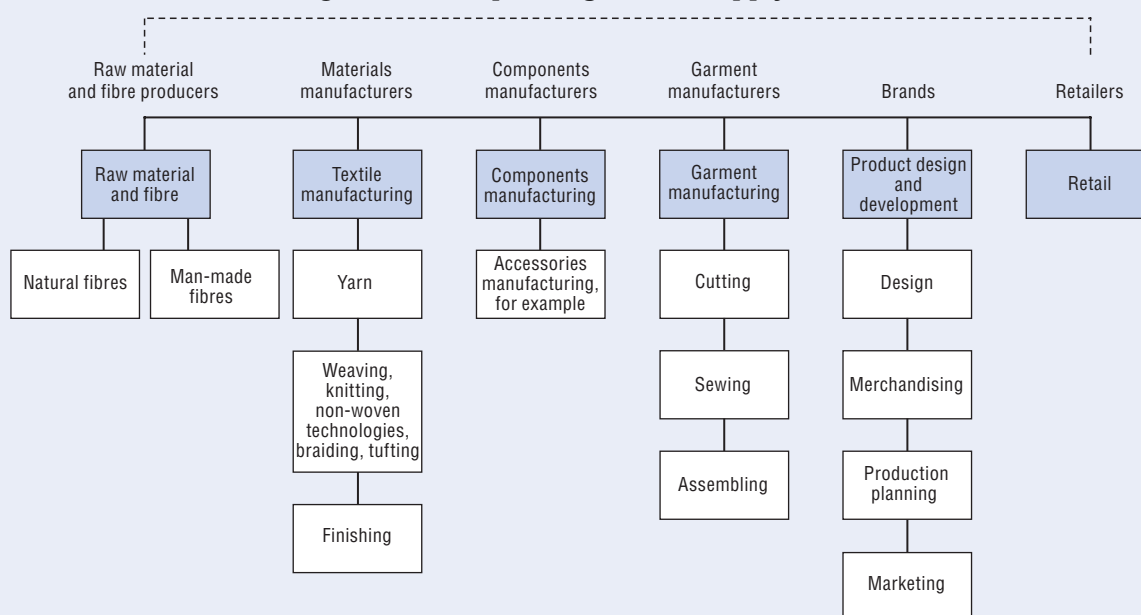 Raw material
and fibre producers
Materials
manufacturers
Components
manufacturers
Garment
manufacturers
Brands
Retailers
Raw material
and fibre
Textile
manufacturing
Components
manufacturing
Garment
manufacturing
Product design
and
development
Retail
Natural fibres
Man-made
fibres
Yarn
Accessories
manufacturing,
for example
Cutting
Design
Weaving,
knitting,
non-woven
technologies,
braiding, tufting
Sewing
Merchandising
Finishing
Assembling
Production
planning
Marketing